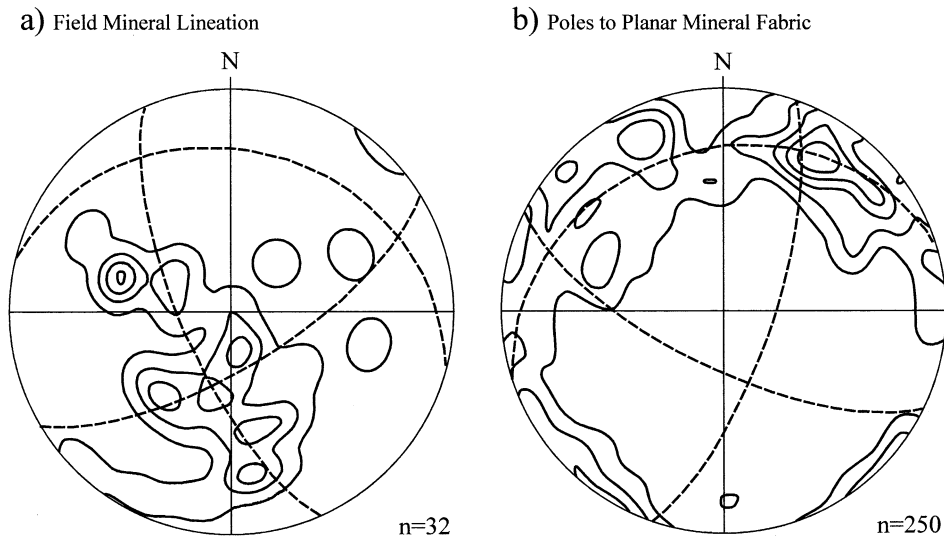 a) Field Mineral Lineation
b) Poles to Planar Mineral Fabric
N
N
n=32
n=250